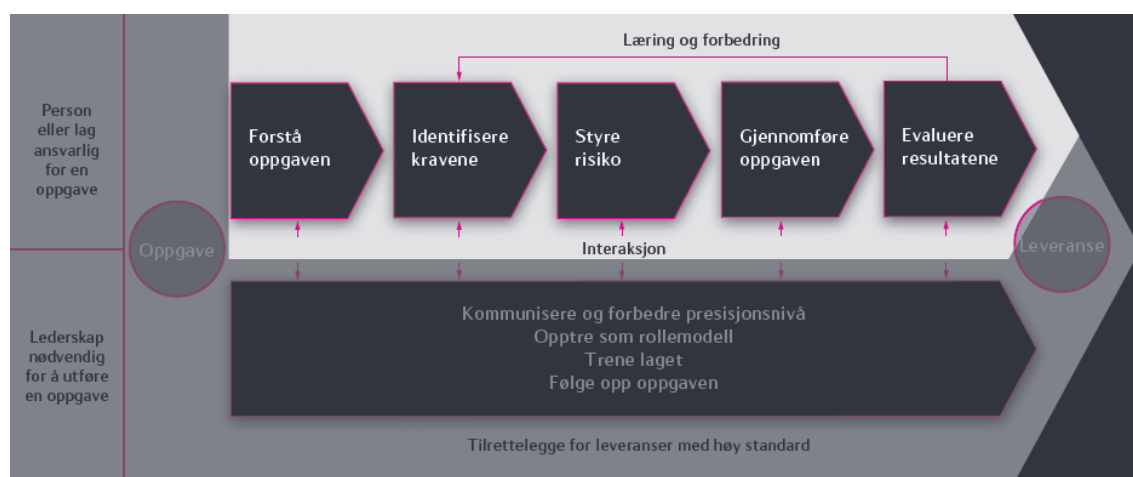 Læring og forbedring
Person
eller lag
ansvarlig
for en
oppgave
Forstå
oppgaven
Identifisere
kravene
Styre
risiko
Gjennomføre
oppgaven
Evaluere
resultatene
Oppgave
Interaksjon
Leveranse
Lederskap
nødvendig
for å utføre
en oppgave
Kommunisere og forbedre presisjonsnivå
Opptre som rollemodell
Trene laget
Følge opp oppgaven
Tilrettelegge for leveranser med høy standard